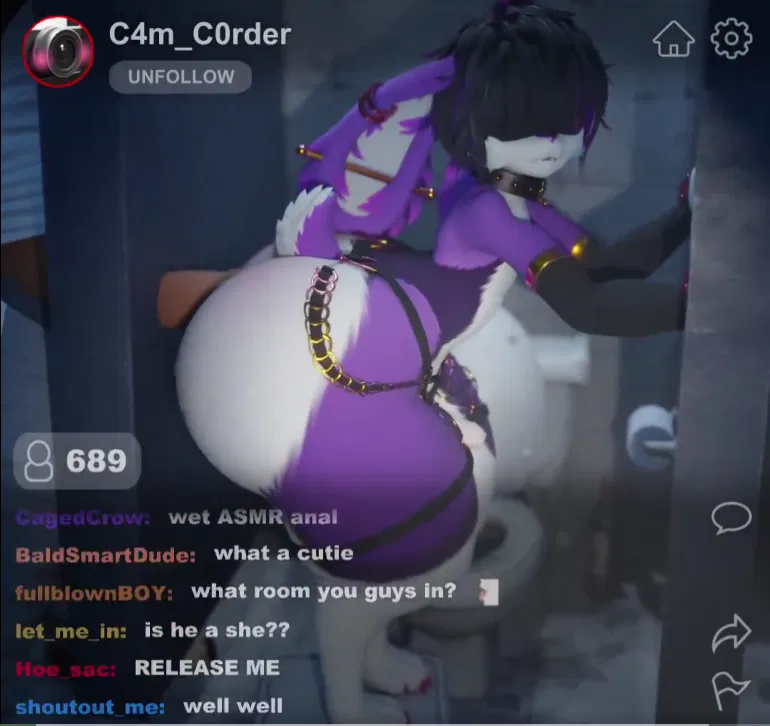 C4m_C0rder
UNFOLLOW
689
CagedCrow: wet ASMR anal
BaldSmartDude: what a cutie
fullblownBOY: what room you guys in?
let_me_in: is he a she??
Hoe_sac: RELEASE ME
shoutout_me: well well